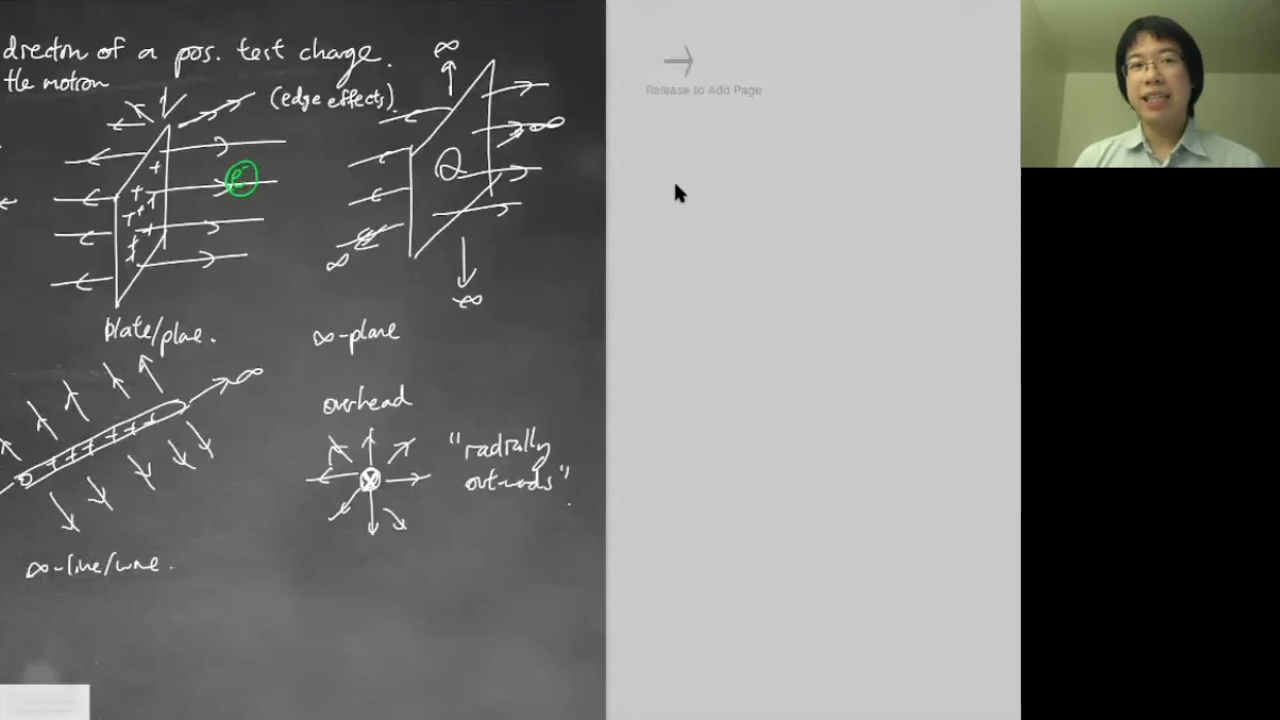 directon of a pos. test charge.
the motion
(edge effects)
∞
∞
Q
e-
+ + + + + + +
∞
-∞
plate/plane.
∞-plane
∞
overhead
"radially
outwards".
+ + + + + +
∞-line/wire.
Release to Add Page